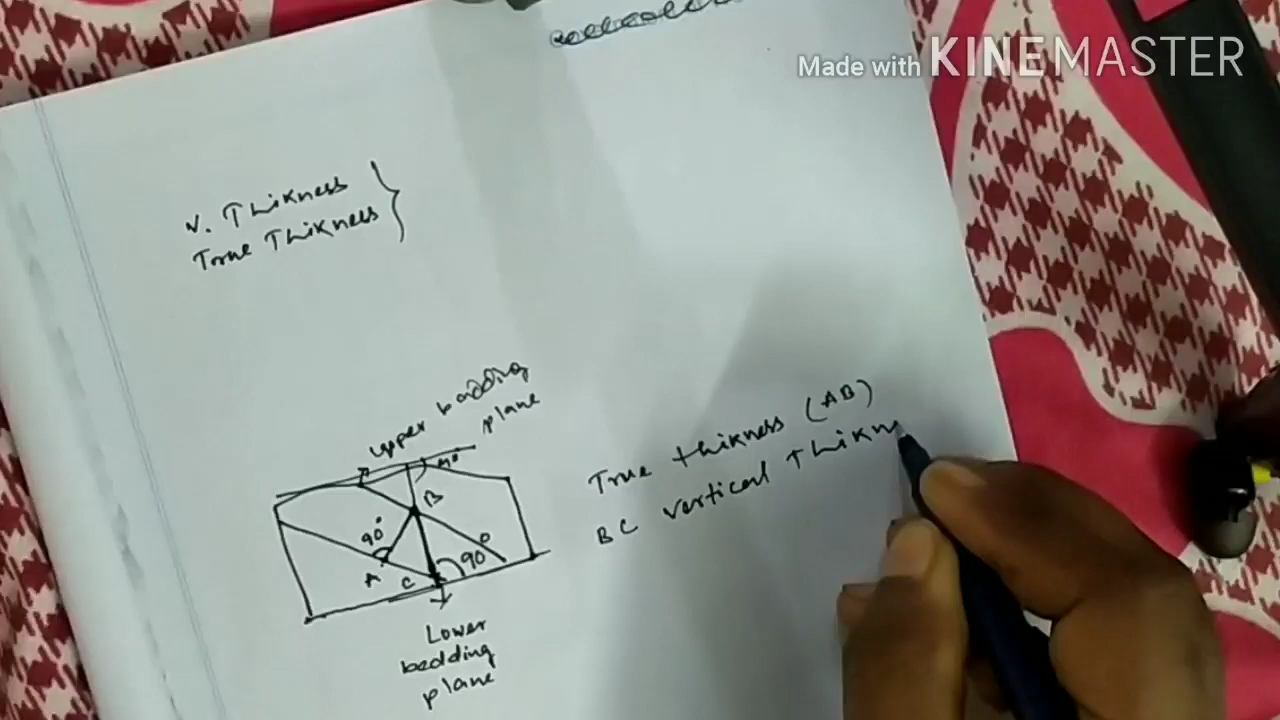 Made with KINEMASTER
V. Thikness
True Thikness
upper bedding
plane
90°
B
90°
A
C
90°
True thikness (AB)
BC vertical Thikn
Lower
bedding
plane